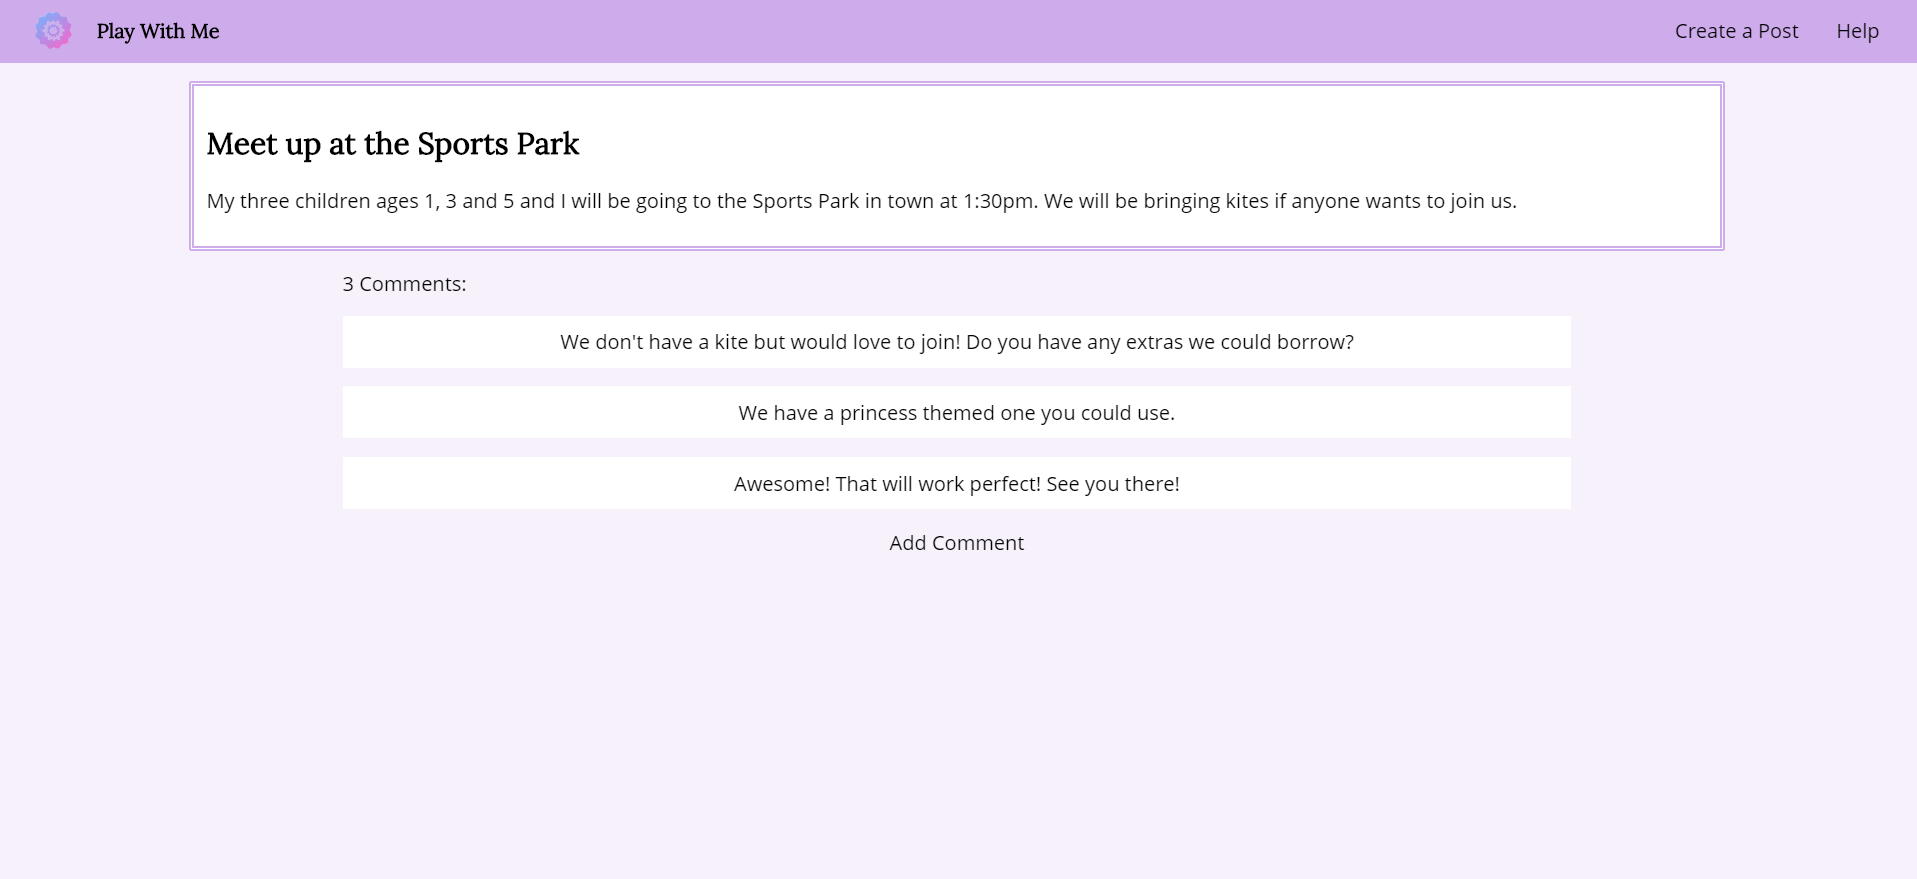 Play With Me
Create a Post
Help
Meet up at the Sports Park
My three children ages 1, 3 and 5 and I will be going to the Sports Park in town at 1:30pm. We will be bringing kites if anyone wants to join us.
3 Comments:
We don't have a kite but would love to join! Do you have any extras we could borrow?
We have a princess themed one you could use.
Awesome! That will work perfect! See you there!
Add Comment